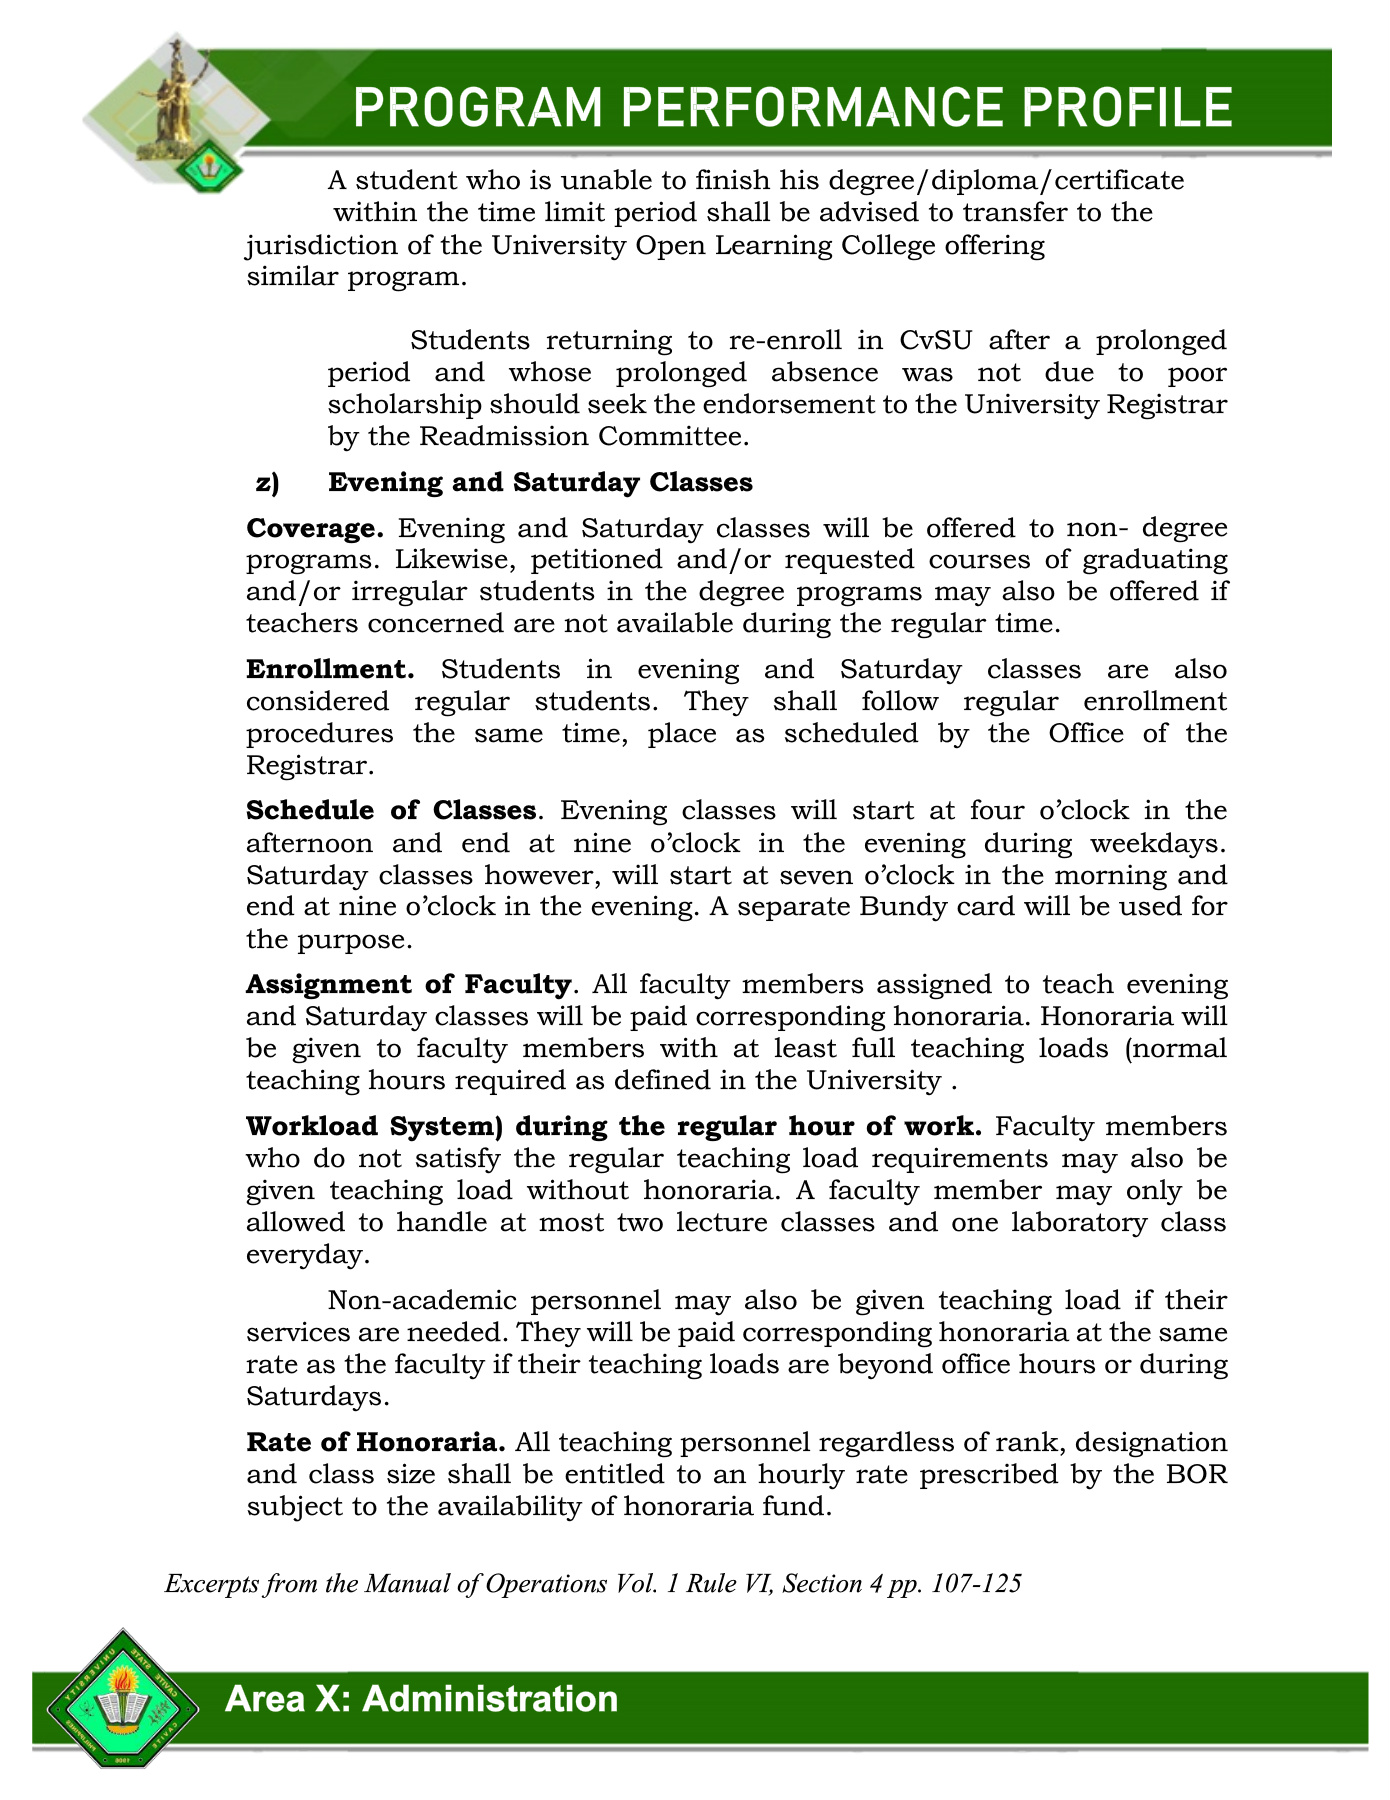 PROGRAM PERFORMANCE PROFILE
A student who is unable to finish his degree/diploma/certificate
within the time limit period shall be advised to transfer to the
jurisdiction of the University Open Learning College offering
similar program.
Students returning to re-enroll in CvSU after a prolonged
period and whose prolonged absence was not due to poor
scholarship should seek the endorsement to the University Registrar
by the Readmission Committee.
z) Evening and Saturday Classes
Coverage. Evening and Saturday classes will be offered to non- degree
programs. Likewise, petitioned and/or requested courses of graduating
and/or irregular students in the degree programs may also be offered if
teachers concerned are not available during the regular time.
Enrollment. Students in evening and Saturday classes are also
considered regular students. They shall follow regular enrollment
procedures the same time, place as scheduled by the Office of the
Registrar.
Schedule of Classes. Evening classes will start at four o’clock in the
afternoon and end at nine o’clock in the evening during weekdays.
Saturday classes however, will start at seven o’clock in the morning and
end at nine o’clock in the evening. A separate Bundy card will be used for
the purpose.
Assignment of Faculty. All faculty members assigned to teach evening
and Saturday classes will be paid corresponding honoraria. Honoraria will
be given to faculty members with at least full teaching loads (normal
teaching hours required as defined in the University .
Workload System) during the regular hour of work. Faculty members
who do not satisfy the regular teaching load requirements may also be
given teaching load without honoraria. A faculty member may only be
allowed to handle at most two lecture classes and one laboratory class
everyday.
Non-academic personnel may also be given teaching load if their
services are needed. They will be paid corresponding honoraria at the same
rate as the faculty if their teaching loads are beyond office hours or during
Saturdays.
Rate of Honoraria. All teaching personnel regardless of rank, designation
and class size shall be entitled to an hourly rate prescribed by the BOR
subject to the availability of honoraria fund.
Excerpts from the Manual of Operations Vol. 1 Rule VI, Section 4 pp. 107-125
CAVITE STATE UNIVERSITY
CAVITE
PHILIPPINES
1906
Area X: Administration